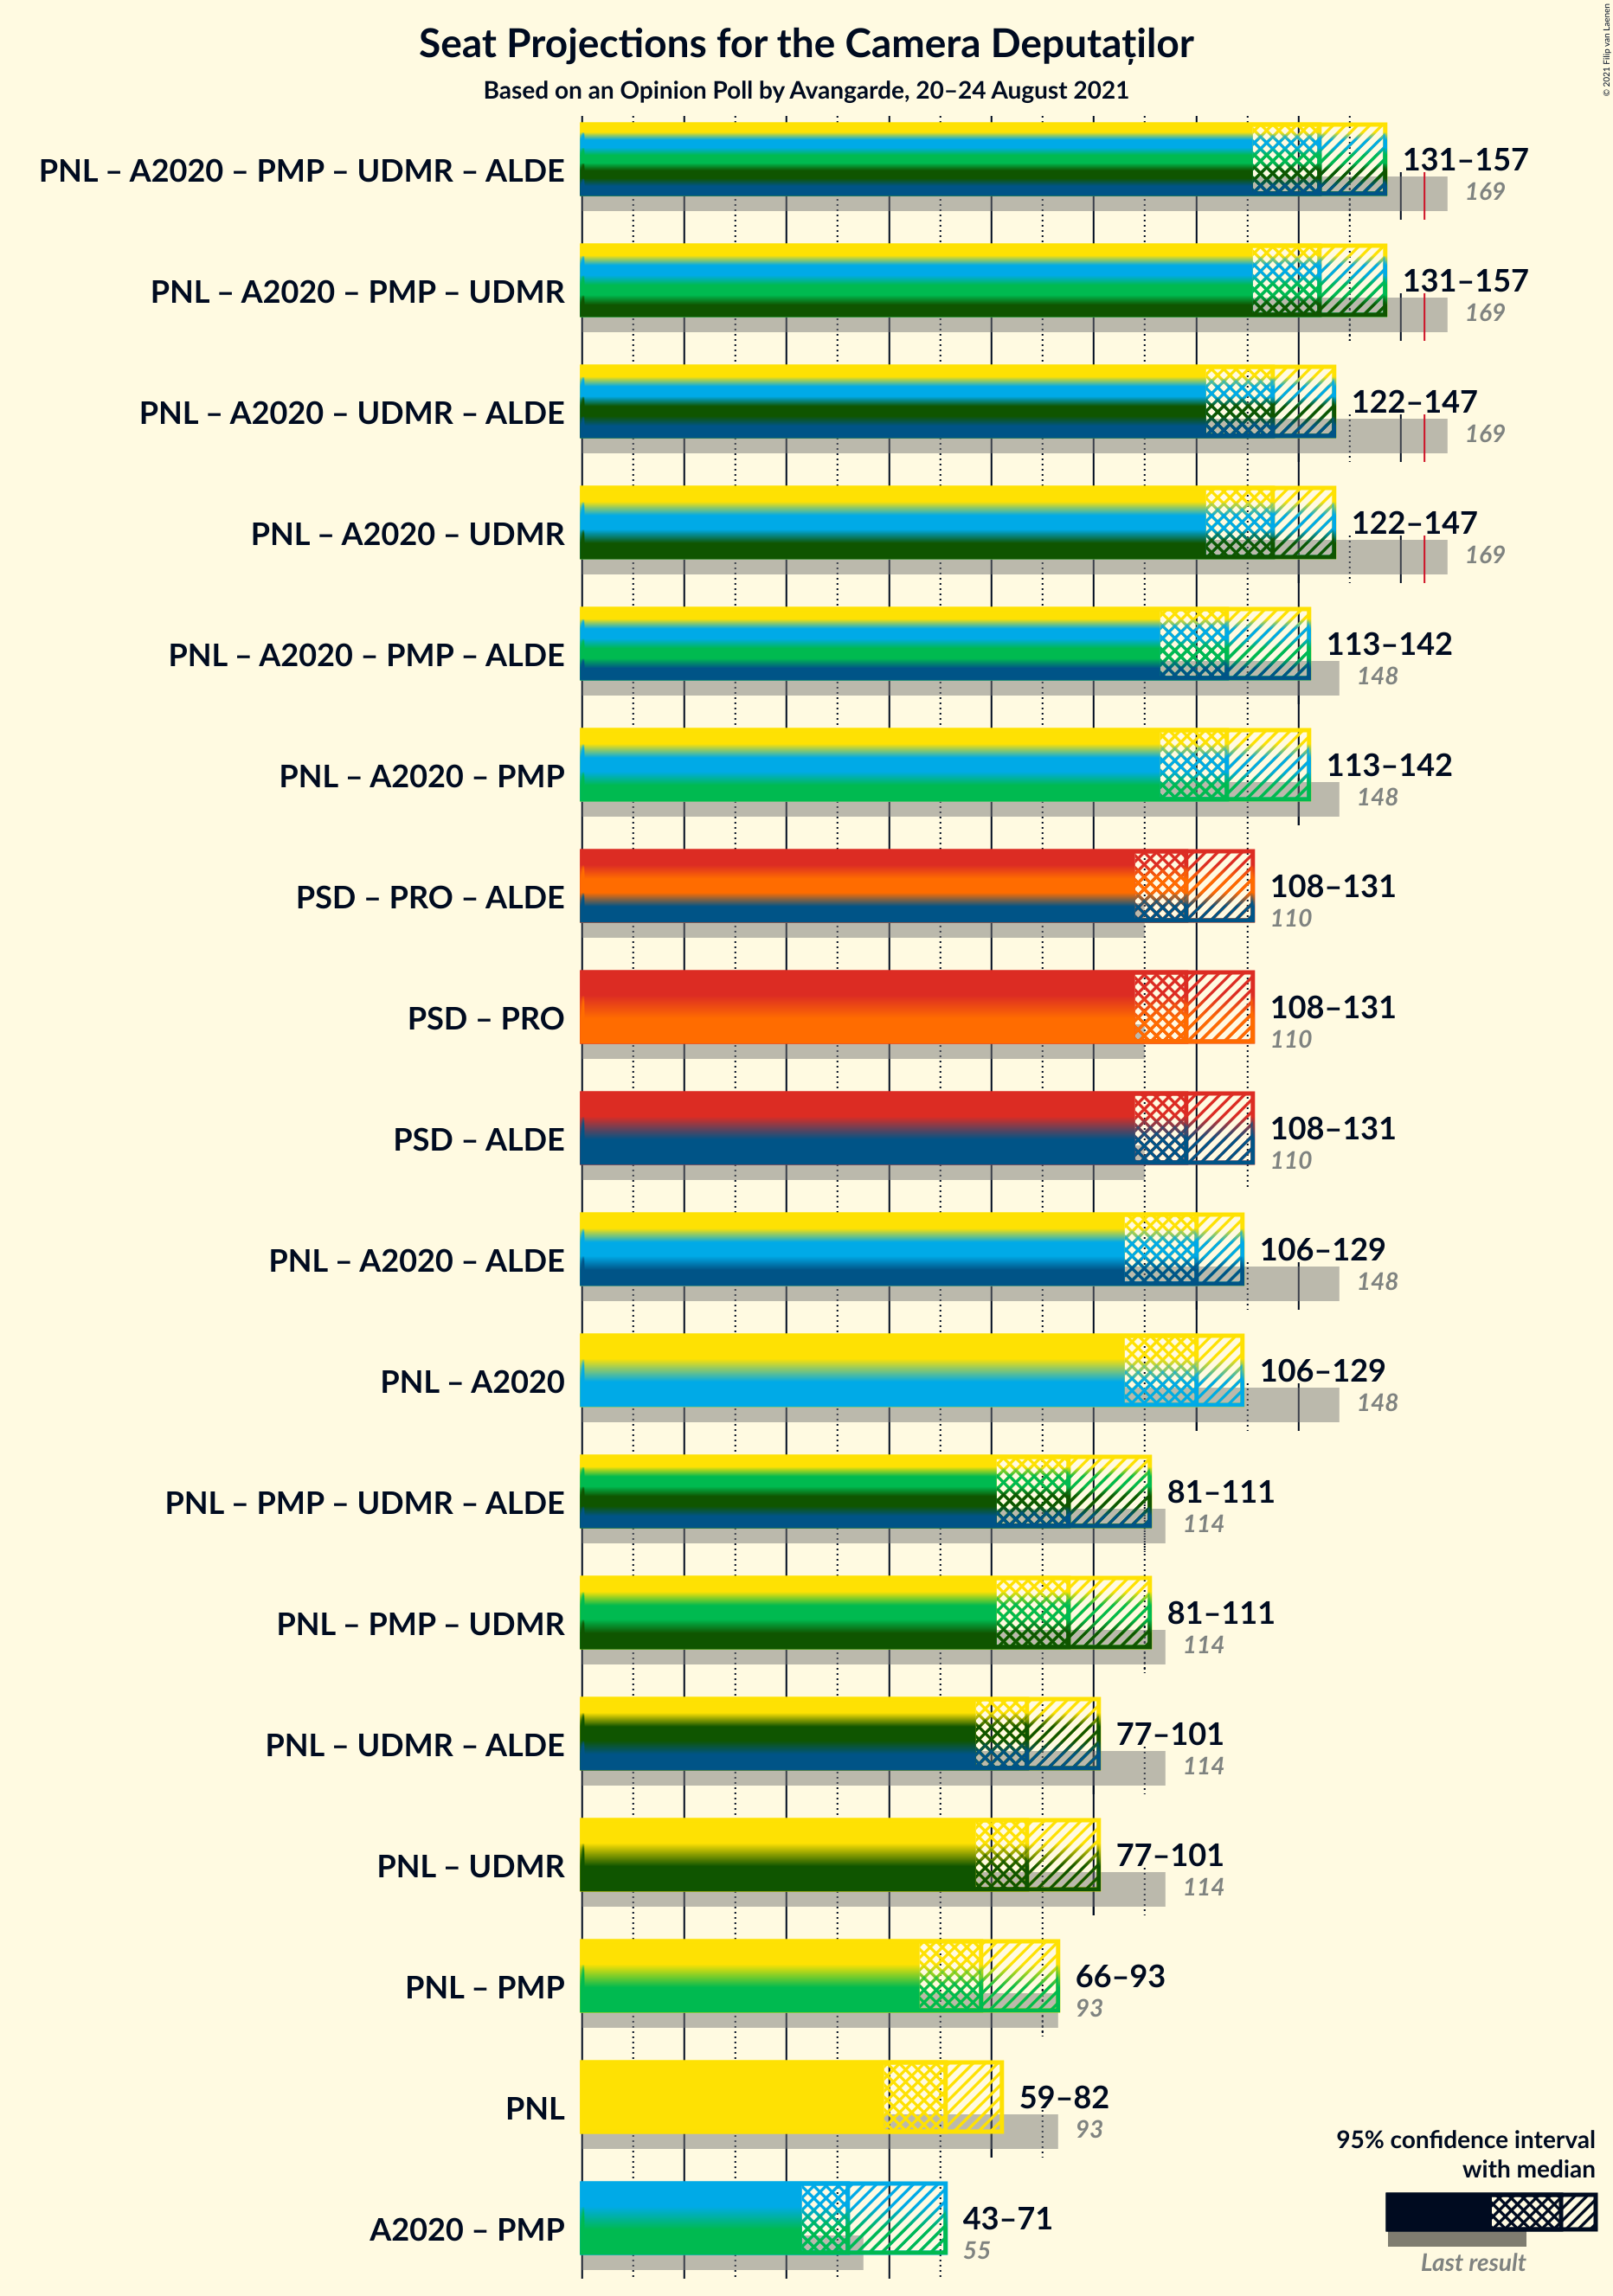 Seat Projections for the Camera Deputaților
Based on an Opinion Poll by Avangarde, 20–24 August 2021
© 2021 Filip van Laenen
PNL – A2020 – PMP – UDMR – ALDE
131–157
169
PNL – A2020 – PMP – UDMR
131–157
169
PNL – A2020 – UDMR – ALDE
122–147
169
PNL – A2020 – UDMR
122–147
169
PNL – A2020 – PMP – ALDE
113–142
148
PNL – A2020 – PMP
113–142
148
PSD – PRO – ALDE
108–131
110
PSD – PRO
108–131
110
PSD – ALDE
108–131
110
PNL – A2020 – ALDE
106–129
148
PNL – A2020
106–129
148
PNL – PMP – UDMR – ALDE
81–111
114
PNL – PMP – UDMR
81–111
114
PNL – UDMR – ALDE
77–101
114
PNL – UDMR
77–101
114
PNL – PMP
66–93
93
PNL
59–82
93
A2020 – PMP
43–71
55
95% confidence interval
with median
Last result